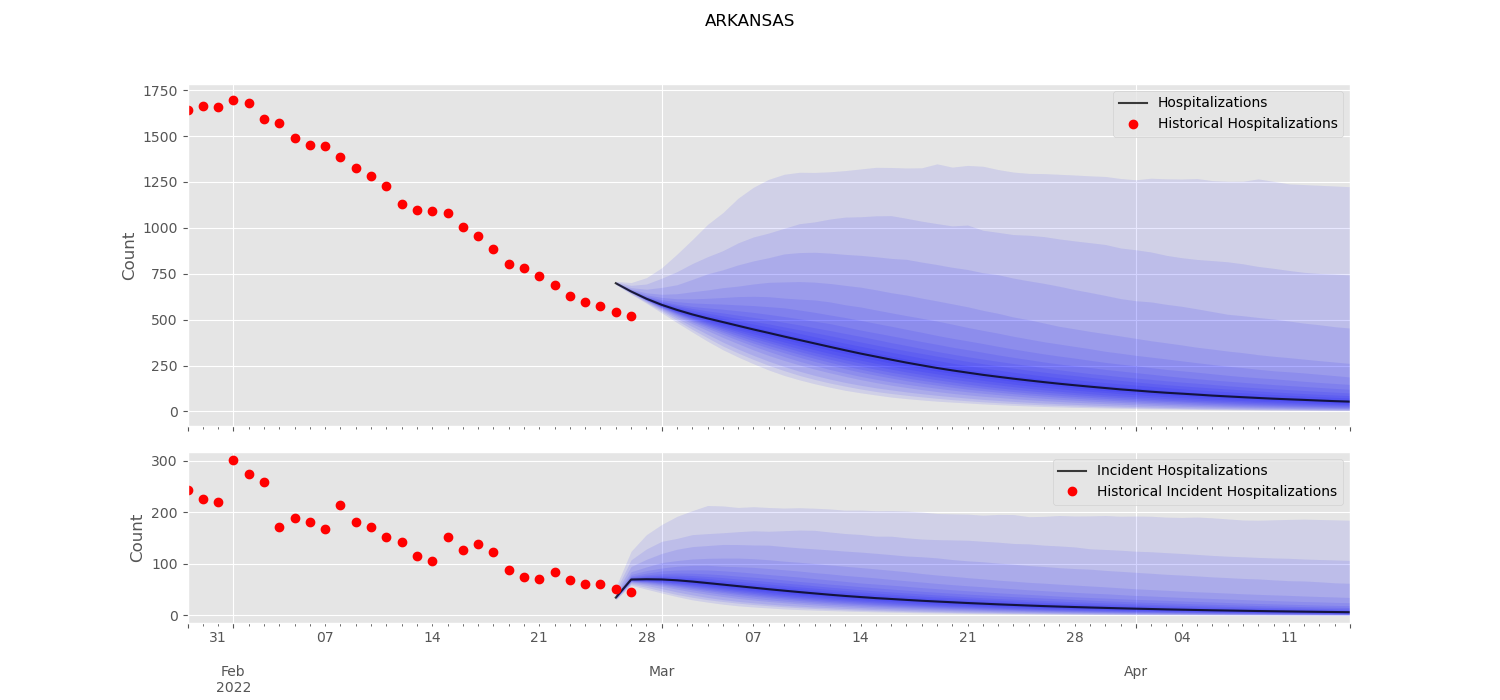 ARKANSAS
1750
1500
1250
1000
750
500
250
0
Count
Hospitalizations
Historical Hospitalizations
300
200
100
0
Count
Incident Hospitalizations
Historical Incident Hospitalizations
31 07 14 21 28 07 14 21 28 04 11
Feb Mar Apr
2022